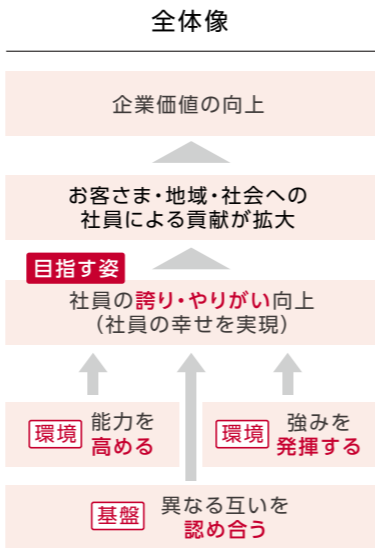 全体像
企業価値の向上
お客さま・地域・社会への
社員による貢献が拡大
目指す姿
社員の誇り・やりがい向上
（社員の幸せを実現）
環境
能力を
高める
環境
強みを
発揮する
基盤
異なる互いを
認め合う